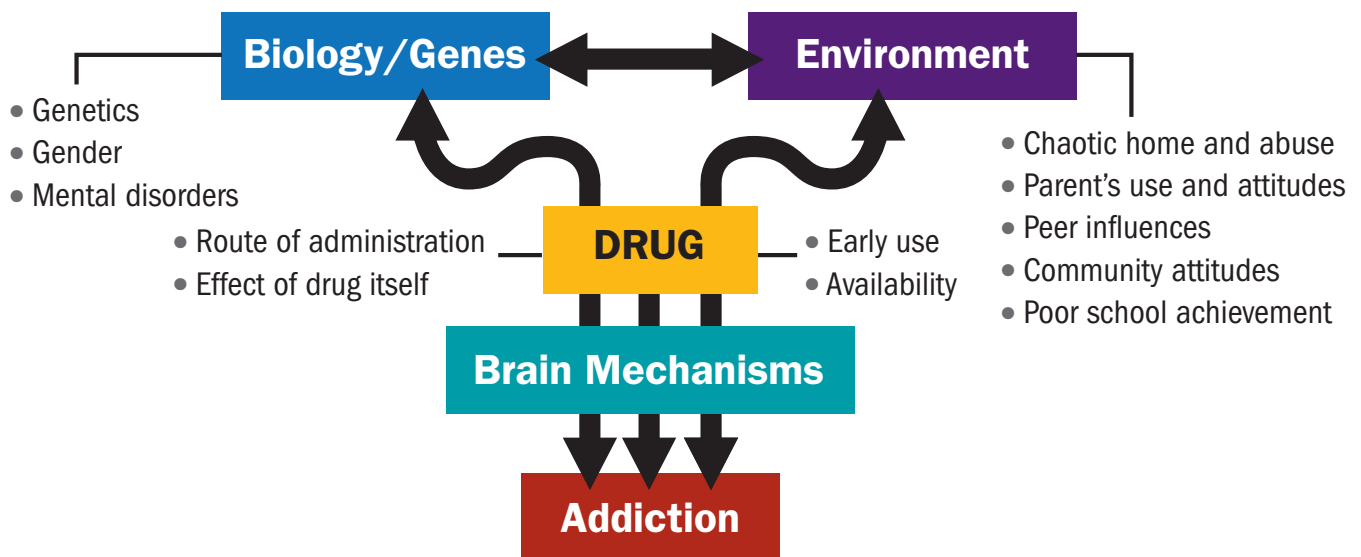 Biology/Genes
Environment
• Genetics
• Gender
• Mental disorders
• Chaotic home and abuse
• Parent's use and attitudes
• Peer influences
• Community attitudes
• Poor school achievement
• Route of administration
• Effect of drug itself
DRUG
• Early use
• Availability
Brain Mechanisms
Addiction